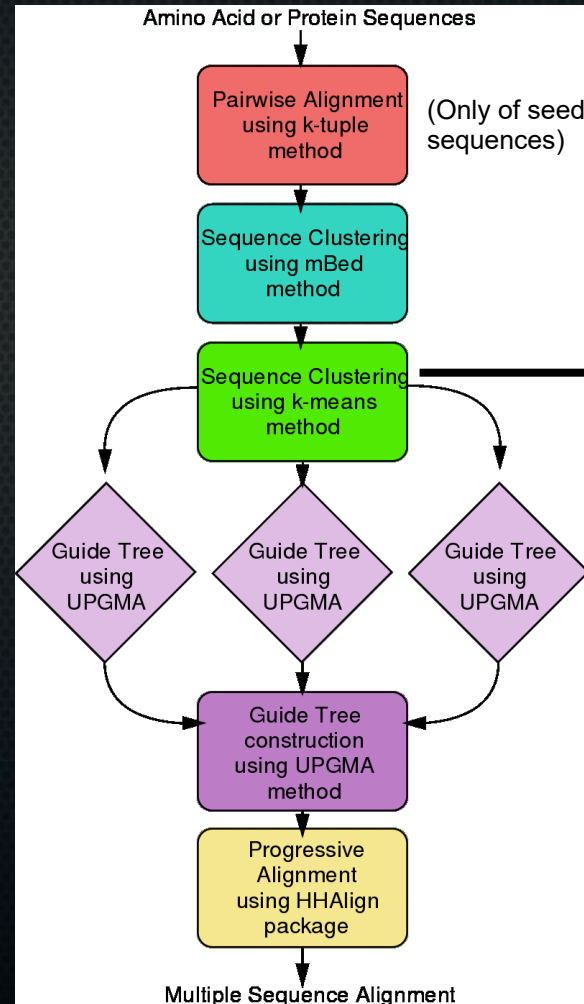 Amino Acid or Protein Sequences
Pairwise Alignment
using k-tuple
method
(Only of seed
sequences)
Sequence Clustering
using mBed
method
Sequence Clustering
using k-means
method
Guide Tree
using
UPGMA
Guide Tree
using
UPGMA
Guide Tree
using
UPGMA
Guide Tree
construction
using UPGMA
method
Progressive
Alignment
using HHAlign
package
Multiple Sequence Alignment